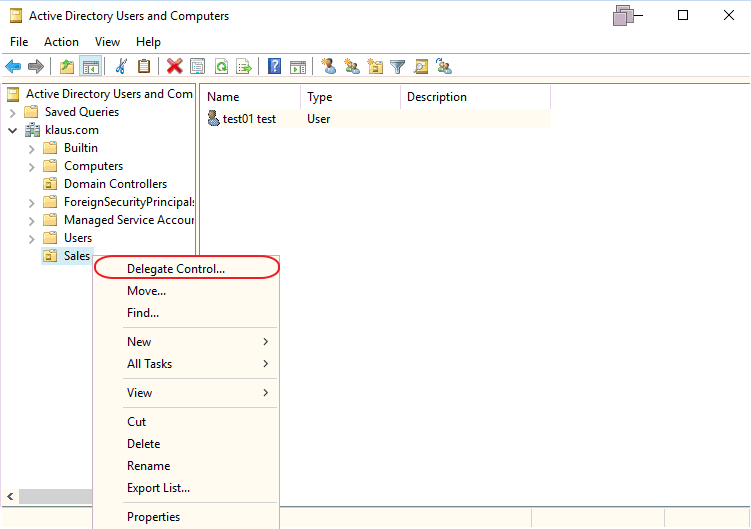 Active Directory Users and Computers
File Action View Help
Active Directory Users and Com
Saved Queries
klaus.com
Builtin
Computers
Domain Controllers
ForeignSecurityPrincipals
Managed Service Accour
Users
Sales
Name Type Description
test01 test User
Delegate Control...
Move...
Find...
New
All Tasks
View
Cut
Delete
Rename
Export List...
Properties